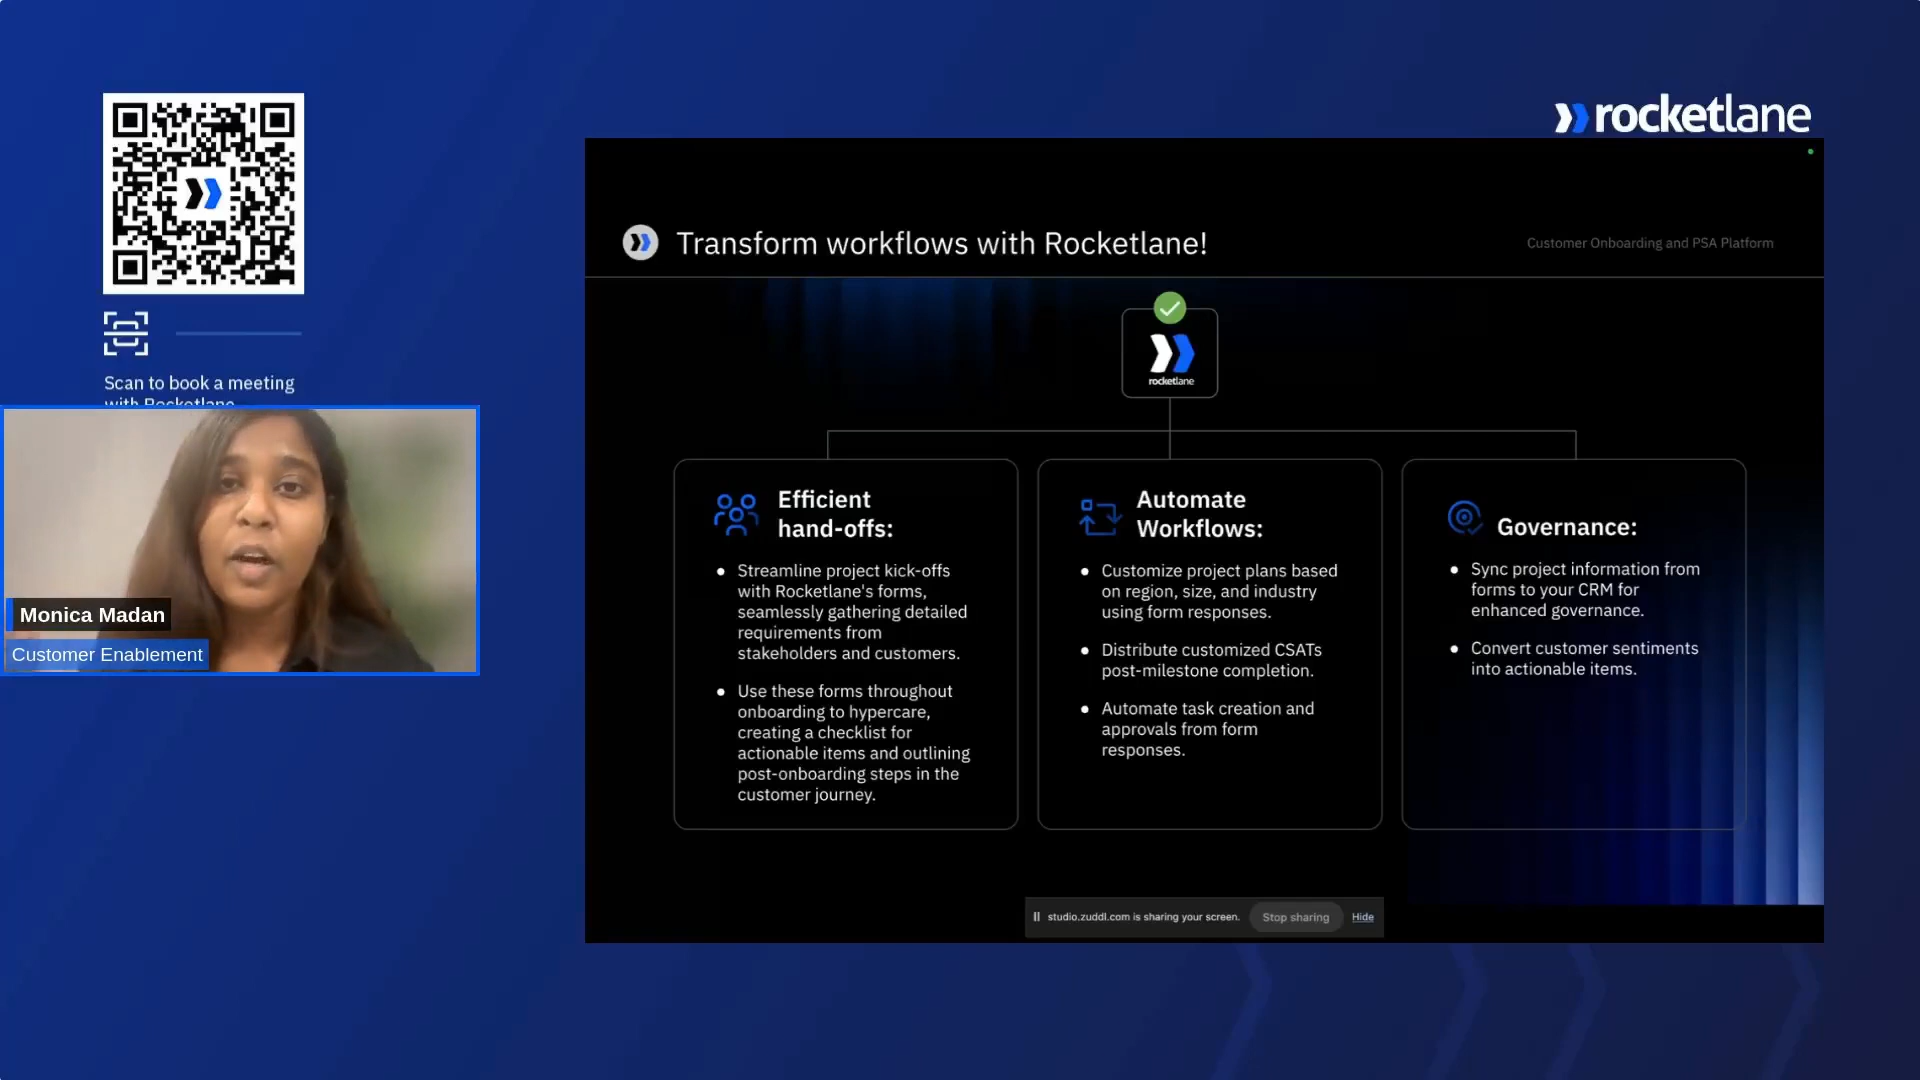 rocketlane
Scan to book a meeting
with Rocketlane
Monica Madan
Customer Enablement
Transform workflows with Rocketlane!
Customer Onboarding and PSA Platform
rocketlane
Efficient
hand-offs:
• Streamline project kick-offs
with Rocketlane's forms,
seamlessly gathering detailed
requirements from
stakeholders and customers.
• Use these forms throughout
onboarding to hypercare,
creating a checklist for
actionable items and outlining
post-onboarding steps in the
customer journey.
Automate
Workflows:
• Customize project plans based
on region, size, and industry
using form responses.
• Distribute customized CSATs
post-milestone completion.
• Automate task creation and
approvals from form
responses.
Governance:
• Sync project information from
forms to your CRM for
enhanced governance.
• Convert customer sentiments
into actionable items.
studio.zuddl.com is sharing your screen.
Stop sharing
Hide